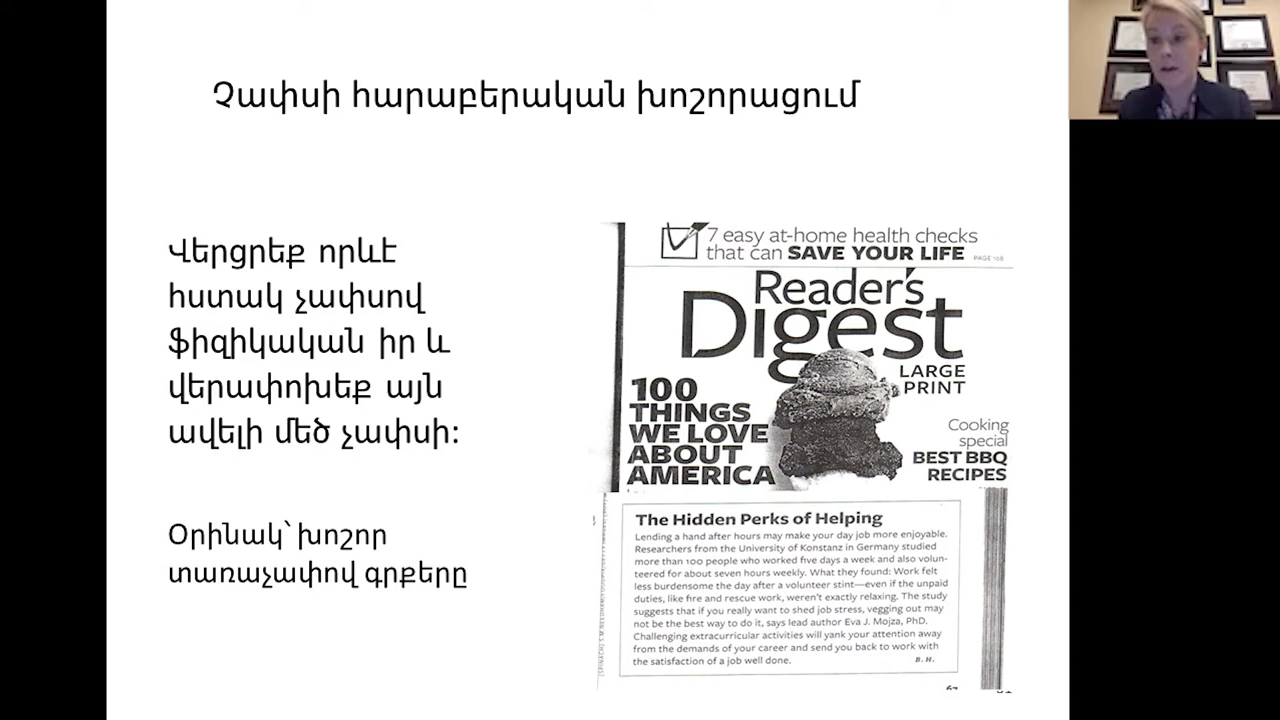 Չափսի հարաբերական խոշորացում
Վերցրեք որևէ
հստակ չափսով
ֆիզիկական իր և
վերափոխեք այն
ավելի մեծ չափսի:
Օրինակ՝ խոշոր
տառաչափով գրքերը
7 easy at-home health checks
that can SAVE YOUR LIFE PAGE 108
Reader's
Digest
LARGE
PRINT
100
THINGS
WE LOVE
ABOUT
AMERICA
Cooking
special
BEST BBQ
RECIPES
The Hidden Perks of Helping
Lending a hand after hours may make your day job more enjoyable.
Researchers from the University of Konstanz in Germany studied
more than 100 people who worked five days a week and also volun-
teered for about seven hours weekly. What they found: Work felt
less burdensome the day after a volunteer stint—even if the unpaid
duties, like fire and rescue work, weren't exactly relaxing. The study
suggests that if you really want to shed job stress, vegging out may
not be the best way to do it, says lead author Eva J. Mojza, PhD.
Challenging extracurricular activities will yank your attention away
from the demands of your career and send you back to work with
the satisfaction of a job well done. B. H.